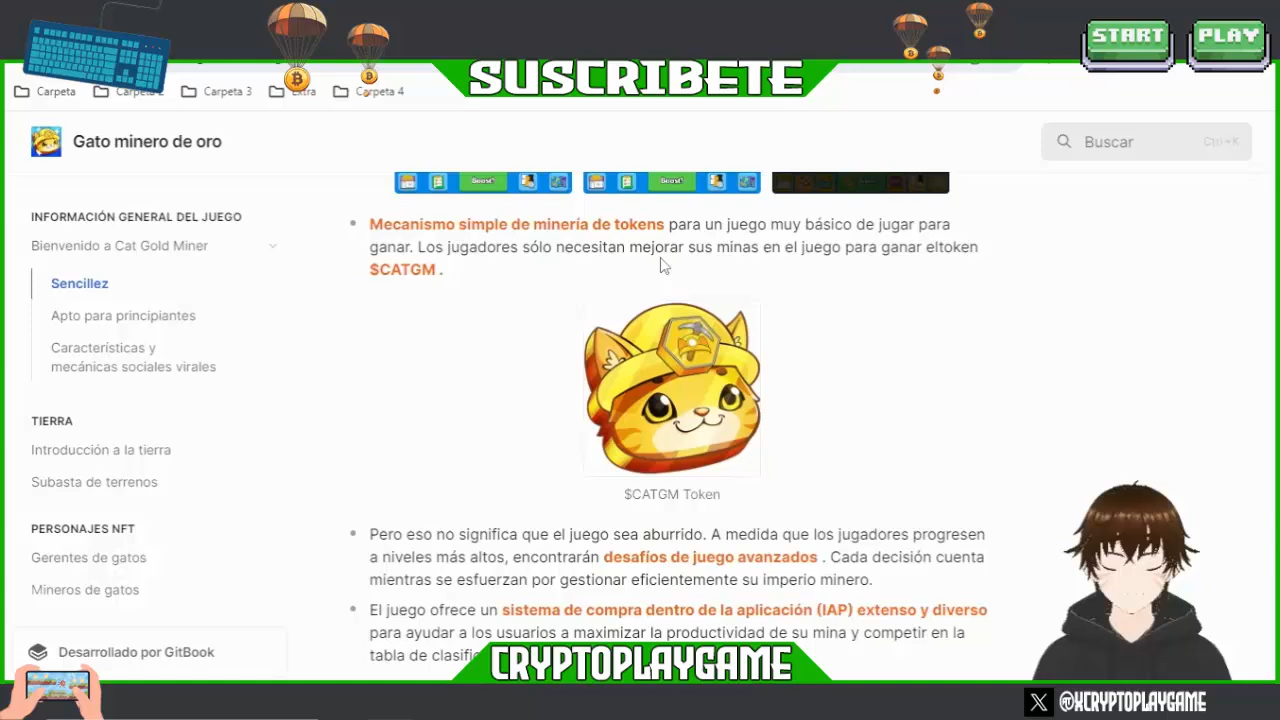 START
PLAY
SUSCRIBETE
Carpeta
Carpeta 2
Carpeta 3
Extra
Carpeta 4
Gato minero de oro
Buscar
Ctrl+K
Boost
Boost
INFORMACIÓN GENERAL DEL JUEGO
Bienvenido a Cat Gold Miner
Sencillez
Apto para principiantes
Características y
mecánicas sociales virales
TIERRA
Introducción a la tierra
Subasta de terrenos
PERSONAJES NFT
Gerentes de gatos
Mineros de gatos
Desarrollado por GitBook
Mecanismo simple de minería de tokens para un juego muy básico de jugar para
ganar. Los jugadores sólo necesitan mejorar sus minas en el juego para ganar eltoken
$CATGM .
$CATGM Token
Pero eso no significa que el juego sea aburrido. A medida que los jugadores progresen
a niveles más altos, encontrarán desafíos de juego avanzados . Cada decisión cuenta
mientras se esfuerzan por gestionar eficientemente su imperio minero.
El juego ofrece un sistema de compra dentro de la aplicación (IAP) extenso y diverso
para ayudar a los usuarios a maximizar la productividad de su mina y competir en la
tabla de
CRYPTOPLAYGAME
X @XCRYPTOPLAYGAME